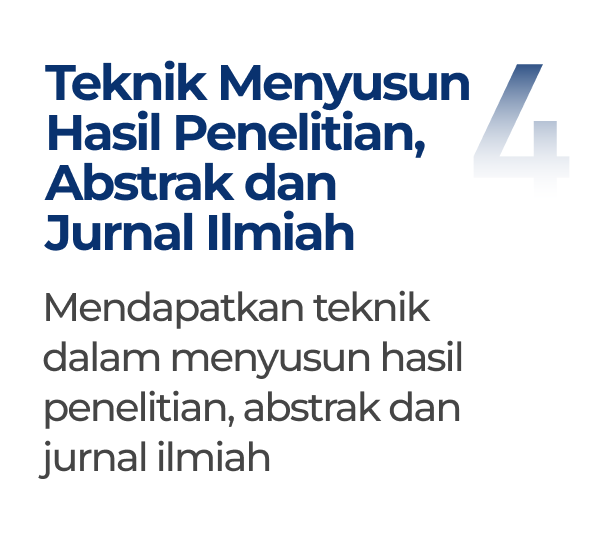 Teknik Menyusun
Hasil Penelitian,
Abstrak dan
Jurnal Ilmiah
4
Mendapatkan teknik
dalam menyusun hasil
penelitian, abstrak dan
jurnal ilmiah